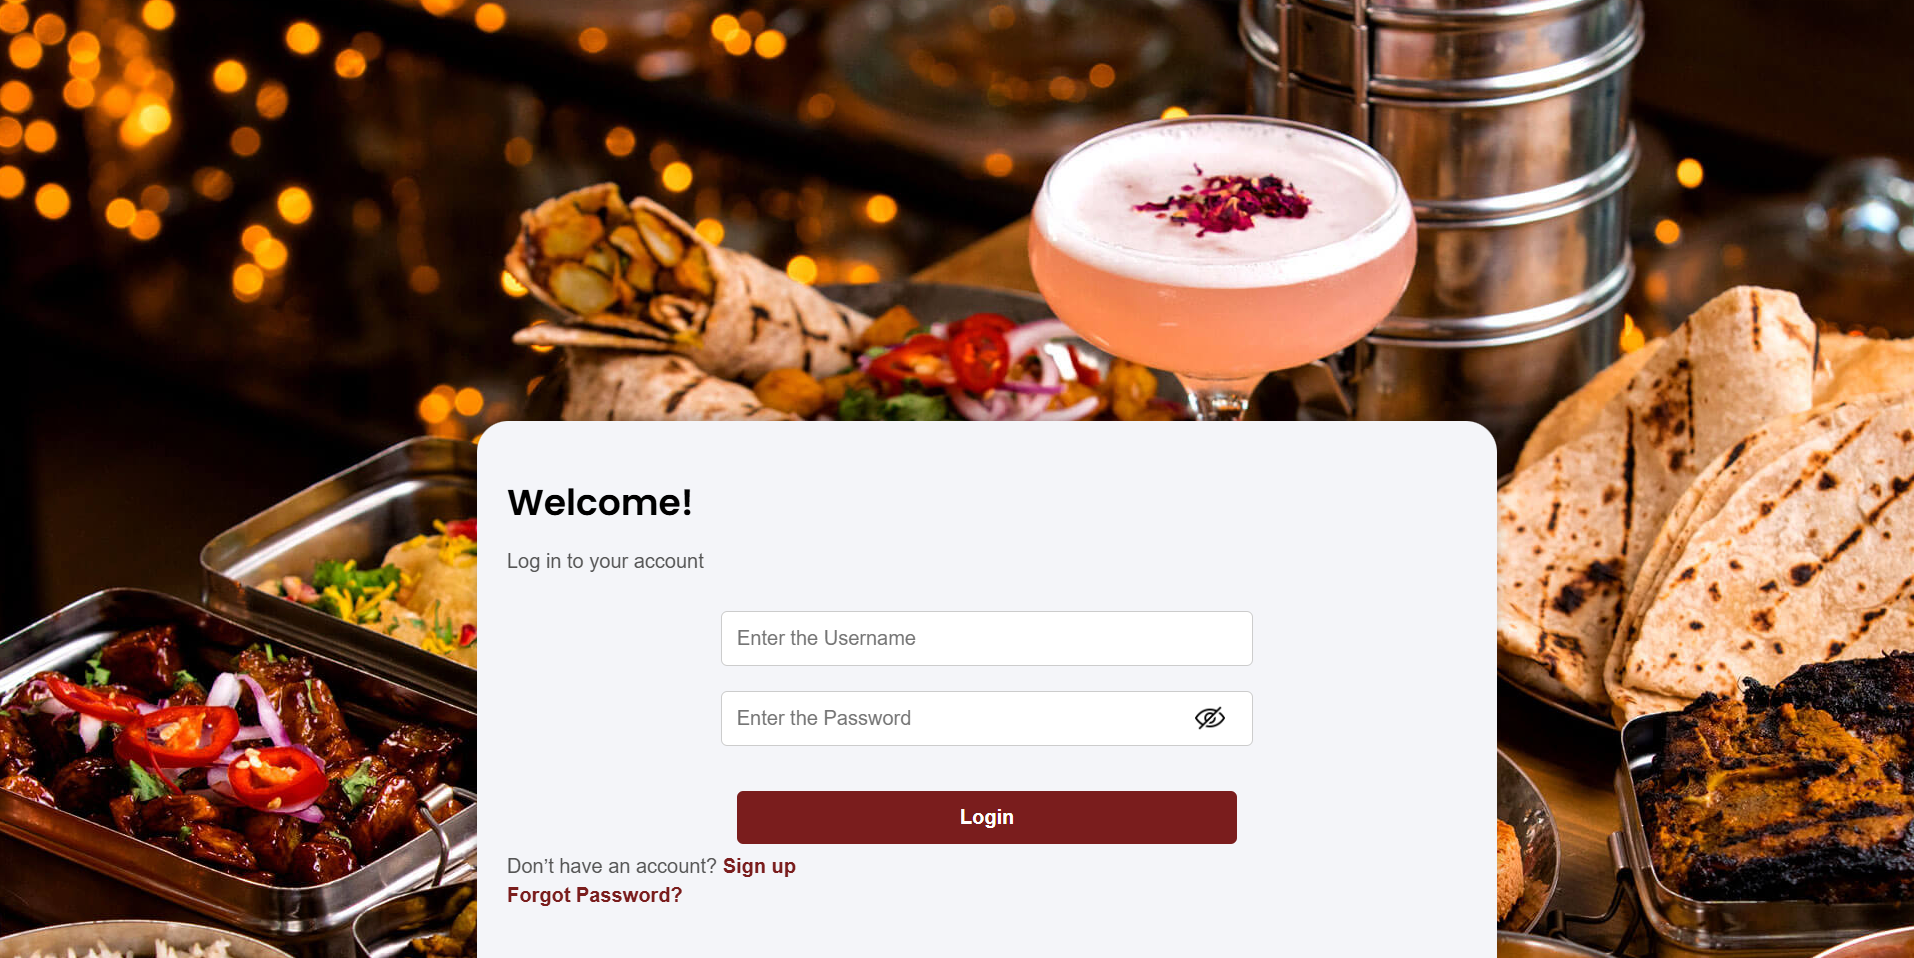 Welcome!
Log in to your account
Enter the Username
Enter the Password
Login
Don’t have an account? Sign up
Forgot Password?